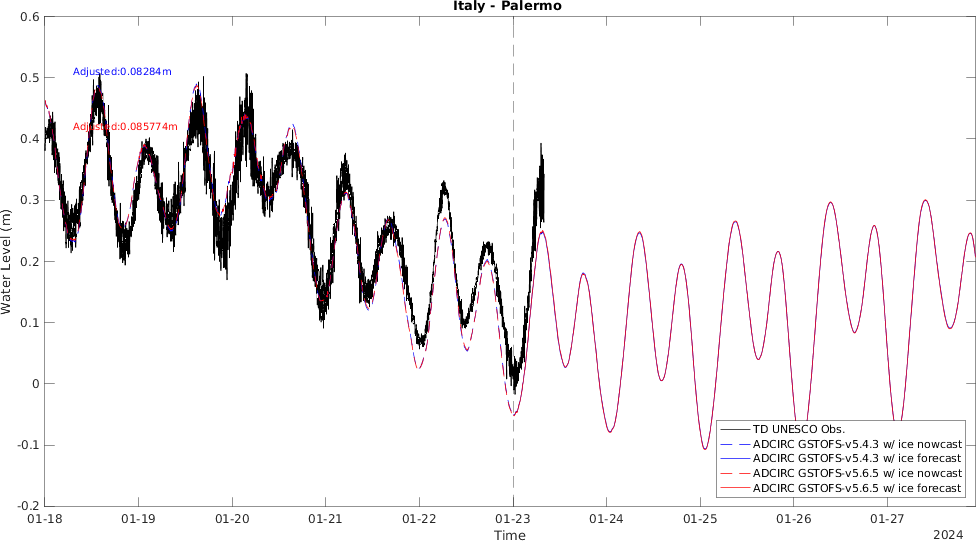 Italy - Palermo
0.6
0.5
0.4
0.3
0.2
0.1
0
-0.1
-0.2
Water Level (m)
Adjusted:0.08284m
Adjusted:0.085774m
TD UNESCO Obs.
ADCIRC GSTOFS-v5.4.3 w/ ice nowcast
ADCIRC GSTOFS-v5.4.3 w/ ice forecast
ADCIRC GSTOFS-v5.6.5 w/ ice nowcast
ADCIRC GSTOFS-v5.6.5 w/ ice forecast
01-18 01-19 01-20 01-21 01-22 01-23 01-24 01-25 01-26 01-27
Time
2024